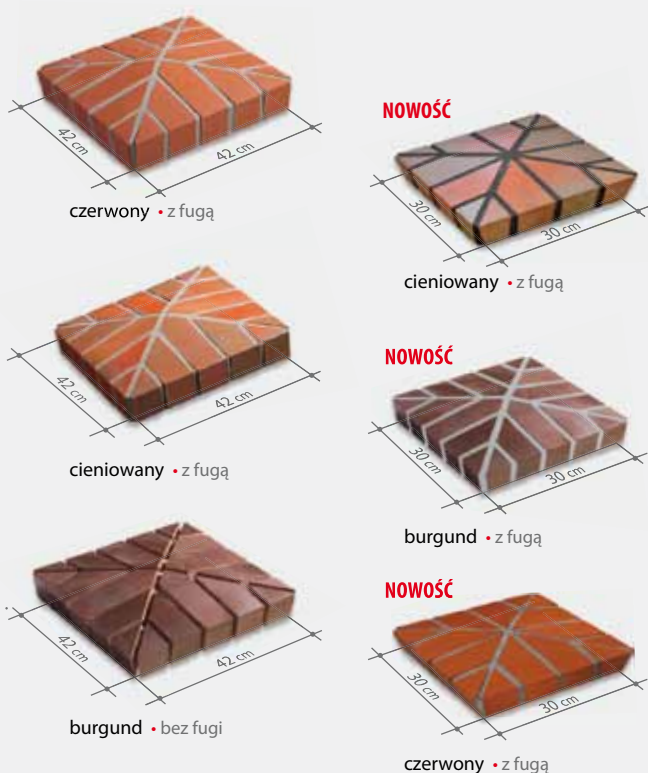 42 cm
42 cm
czerwony • z fugą
42 cm
42 cm
cieniowany • z fugą
42 cm
42 cm
burgund • bez fugi
NOWOŚĆ
30 cm
30 cm
cieniowany • z fugą
NOWOŚĆ
30 cm
30 cm
burgund • z fugą
NOWOŚĆ
30 cm
30 cm
czerwony • z fugą